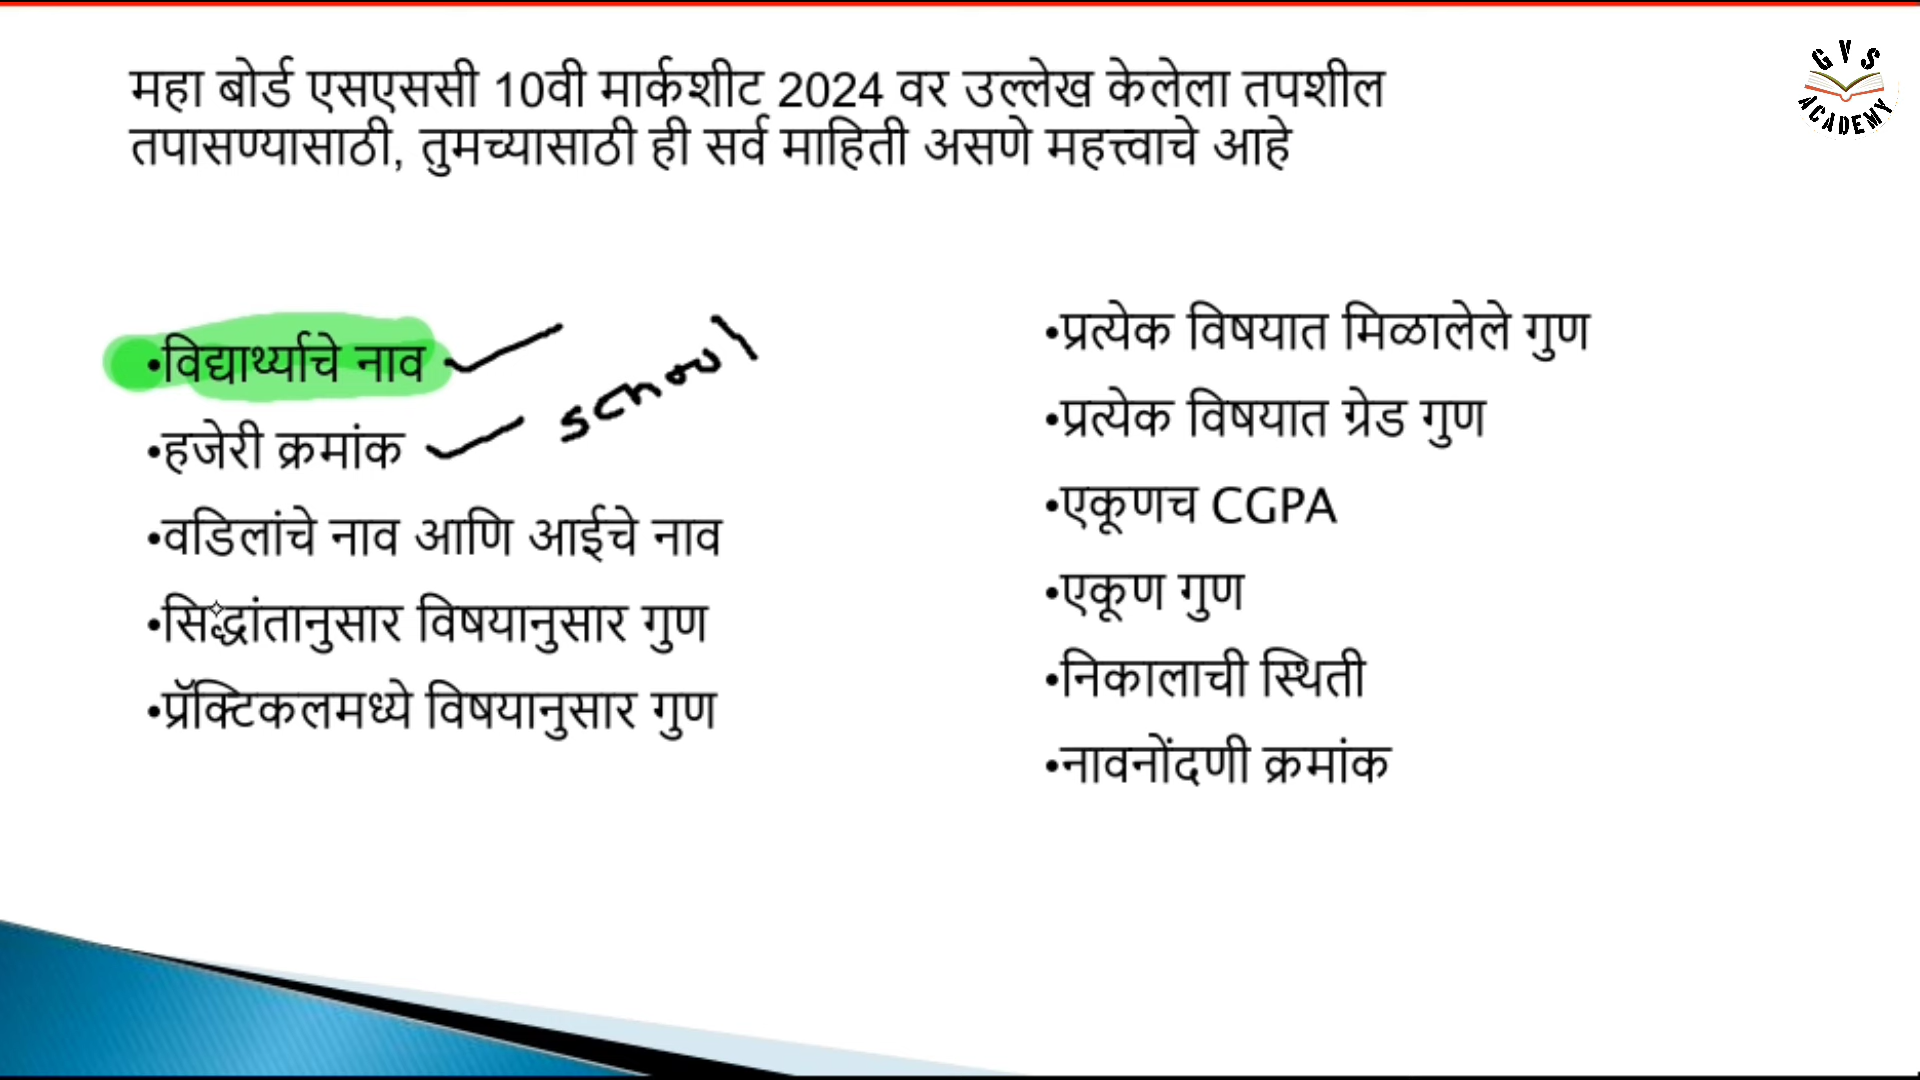 महा बोर्ड एसएससी 10वी मार्कशीट 2024 वर उल्लेख केलेला तपशील
तपासण्यासाठी, तुमच्यासाठी ही सर्व माहिती असणे महत्त्वाचे आहे
GVS
ACADEMY
•विद्यार्थ्याचे नाव
school
•हजेरी क्रमांक
•वडिलांचे नाव आणि आईचे नाव
•सिद्धांतानुसार विषयानुसार गुण
•प्रॅक्टिकलमध्ये विषयानुसार गुण
•प्रत्येक विषयात मिळालेले गुण
•प्रत्येक विषयात ग्रेड गुण
•एकूणच CGPA
•एकूण गुण
•निकालाची स्थिती
•नावनोंदणी क्रमांक